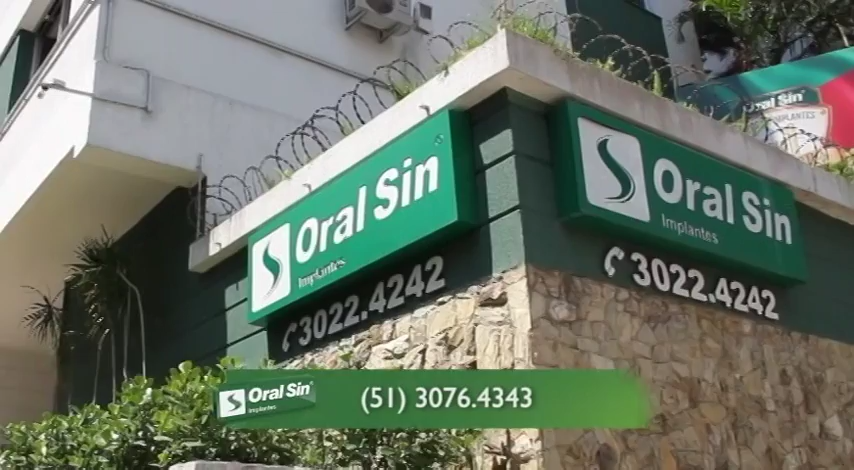 Oral Sin
Implantes
3022.4242
Oral Sin
Implantes
3022.4242
Oral Sin
IMPLANTES
Oral Sin®
Implantes
(51) 3076.4343